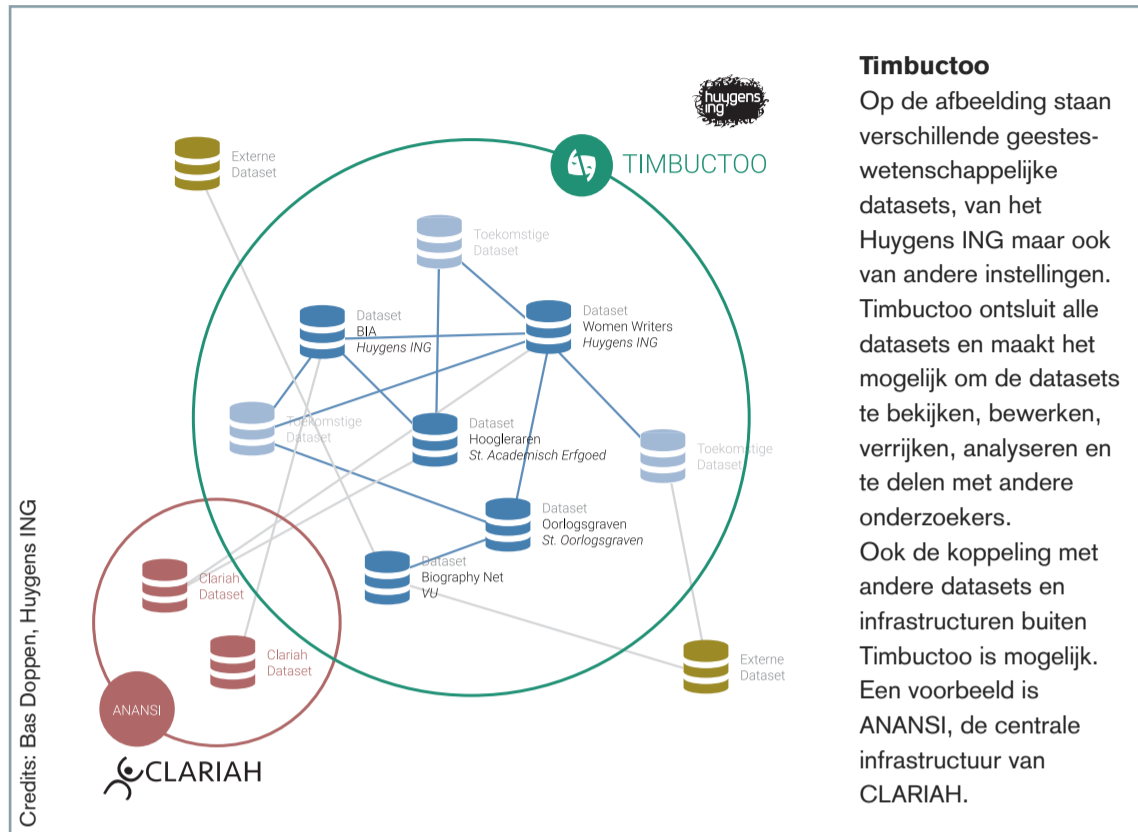 huygens
ing
TIMBUCTOO
Externe
Dataset
Toekomstige
Dataset
Dataset
BIA
Huygens ING
Dataset
Women Writers
Huygens ING
Toekomstige
Dataset
Dataset
Hoogleraren
St. Academisch Erfgoed
Toekomstige
Dataset
Dataset
Oorlogsgraven
St. Oorlogsgraven
Dataset
Biography Net
VU
Clariah
Dataset
Clariah
Dataset
Externe
Dataset
ANANSI
CLARIAH
Credits: Bas Doppen, Huygens ING
Timbuctoo
Op de afbeelding staan
verschillende geestes-
wetenschappelijke
datasets, van het
Huygens ING maar ook
van andere instellingen.
Timbuctoo ontsluit alle
datasets en maakt het
mogelijk om de datasets
te bekijken, bewerken,
verrijken, analyseren en
te delen met andere
onderzoekers.
Ook de koppeling met
andere datasets en
infrastructuren buiten
Timbuctoo is mogelijk.
Een voorbeeld is
ANANSI, de centrale
infrastructuur van
CLARIAH.